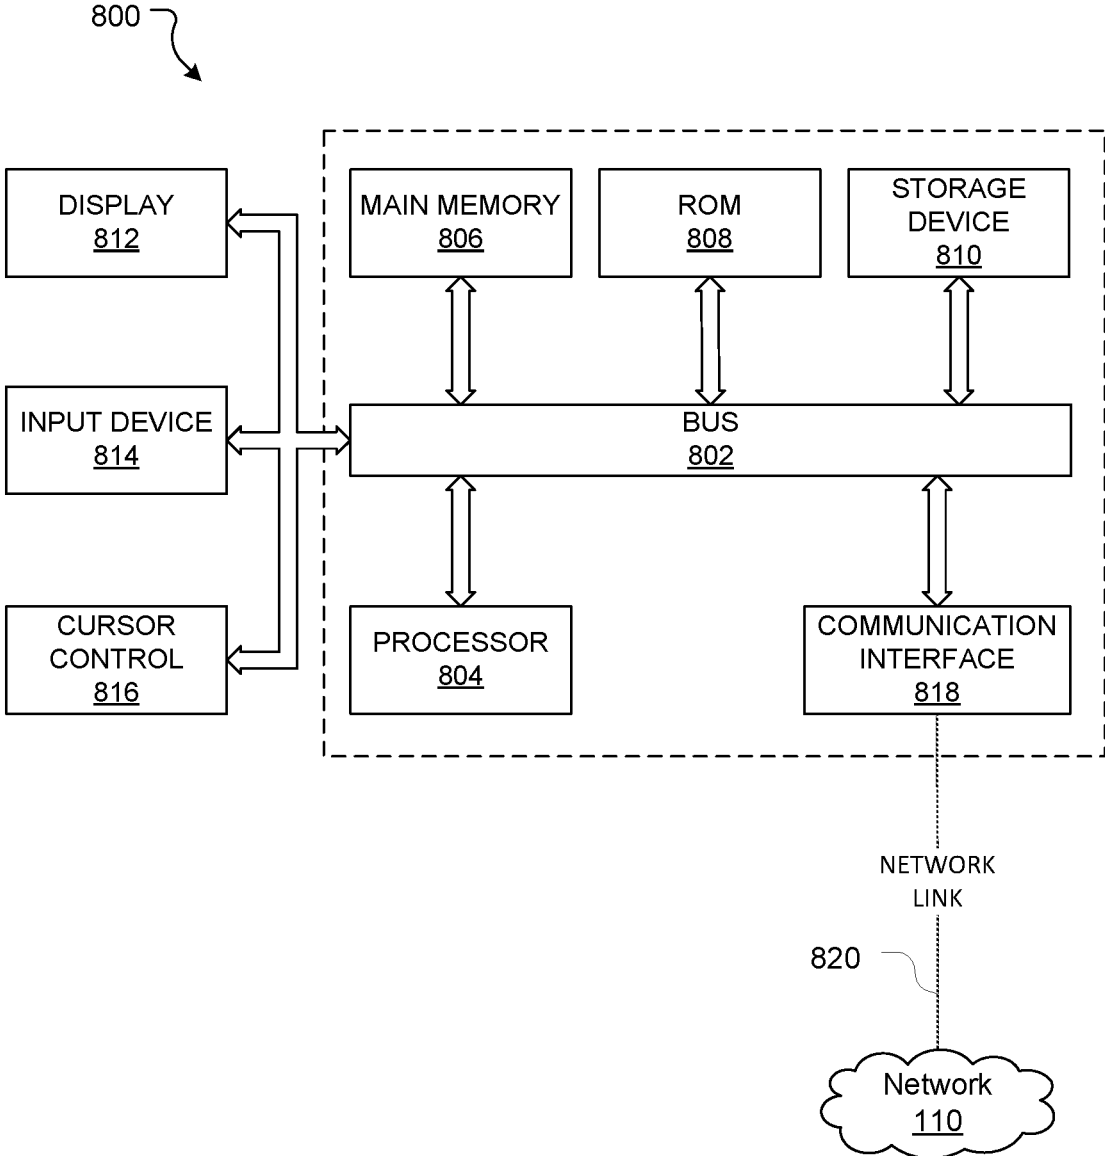 800
DISPLAY
812
MAIN MEMORY
806
ROM
808
STORAGE
DEVICE
810
INPUT DEVICE
814
BUS
802
CURSOR
CONTROL
816
PROCESSOR
804
COMMUNICATION
INTERFACE
818
NETWORK
LINK
820
Network
110